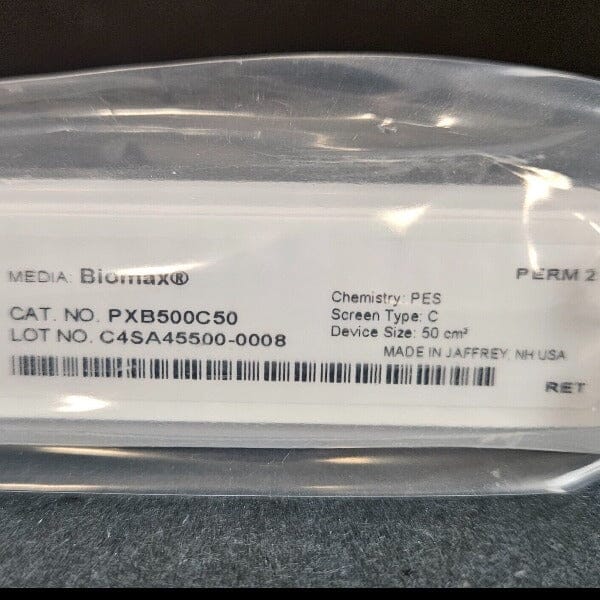 MEDIA: Biomax®
PERM 2
CAT. NO. PXB500C50
LOT NO. C4SA45500-0008
Chemistry: PES
Screen Type: C
Device Size: 50 cm²
MADE IN JAFFREY, NH USA
RET